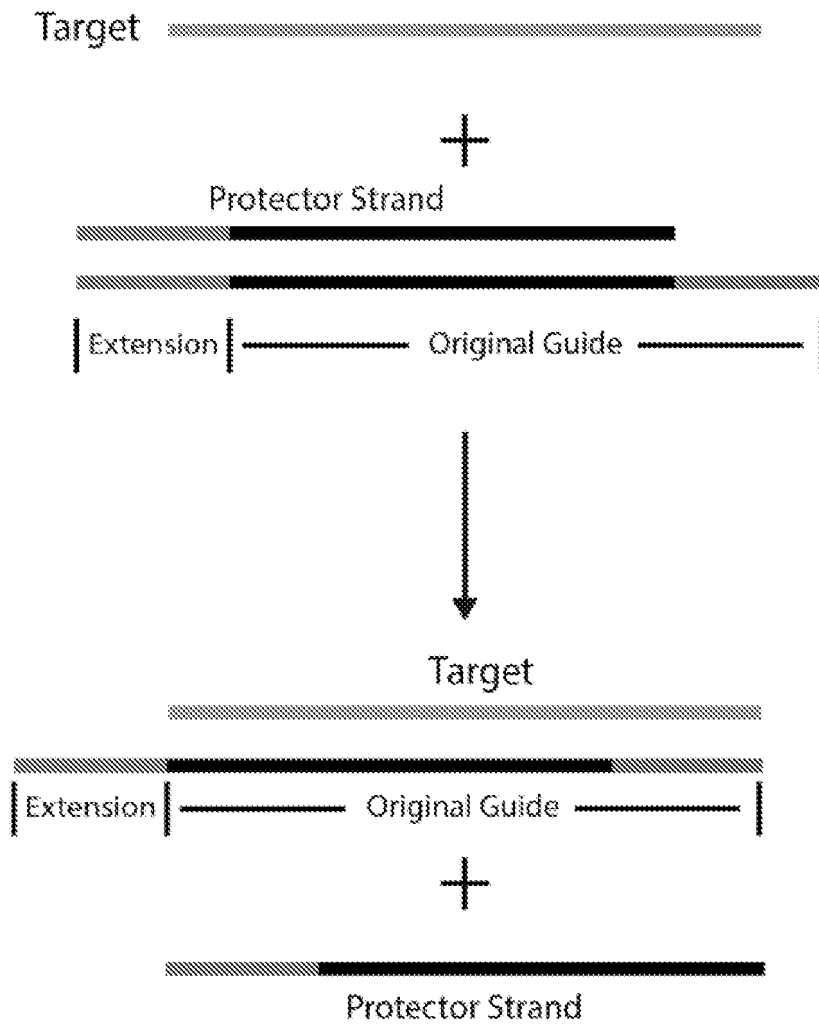 Target
+
Protector Strand
Extension
Original Guide
Target
Extension
Original Guide
+
Protector Strand